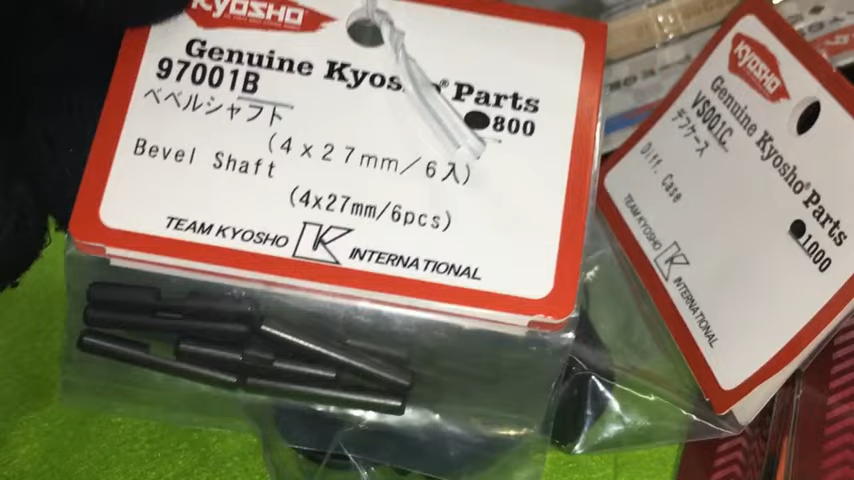 KYOSHO
Genuine Kyosho® Parts
97001B
●800
ベベルシャフト
(4×27mm/6入)
Bevel Shaft
(4x27mm/6pcs)
TEAM KYOSHO K INTERNATIONAL
KYOSHO
Genuine Kyosho® Parts
VS001C
●1000
デフケース
Diff. Case
TEAM KYOSHO K INTERNATIONAL